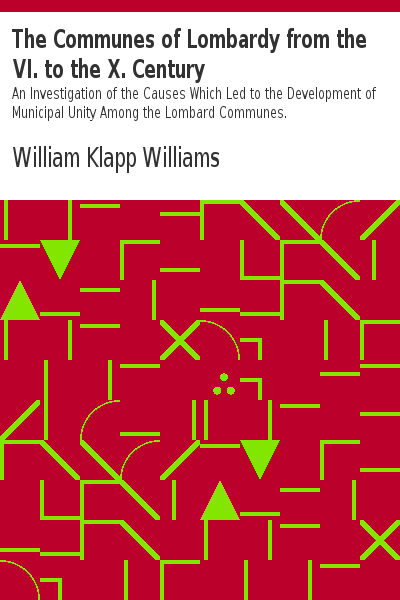 The Communes of Lombardy from the
VI. to the X. Century
An Investigation of the Causes Which Led to the Development of
Municipal Unity Among the Lombard Communes.
William Klapp Williams